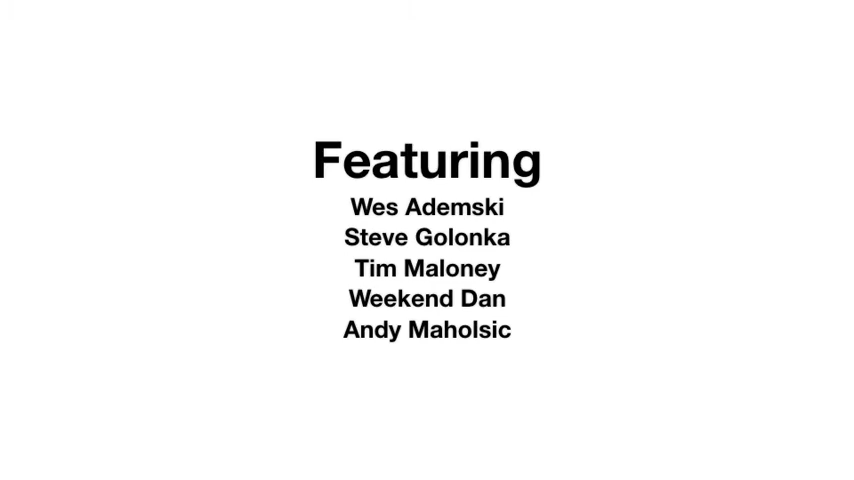 Featuring
Wes Ademski
Steve Golonka
Tim Maloney
Weekend Dan
Andy Maholsic